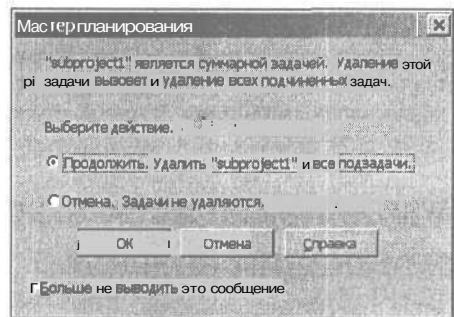 Мастер планирования
"subproject1" является суммарной задачей. Удаление этой
pi задачи вызовет и удаление всех подчиненных задач.
Выберите действие.
Продолжить. Удалить "subproject1" и все подзадачи.
Отмена. Задачи не удаляются.
OK Отмена Справка
Больше не выводить это сообщение